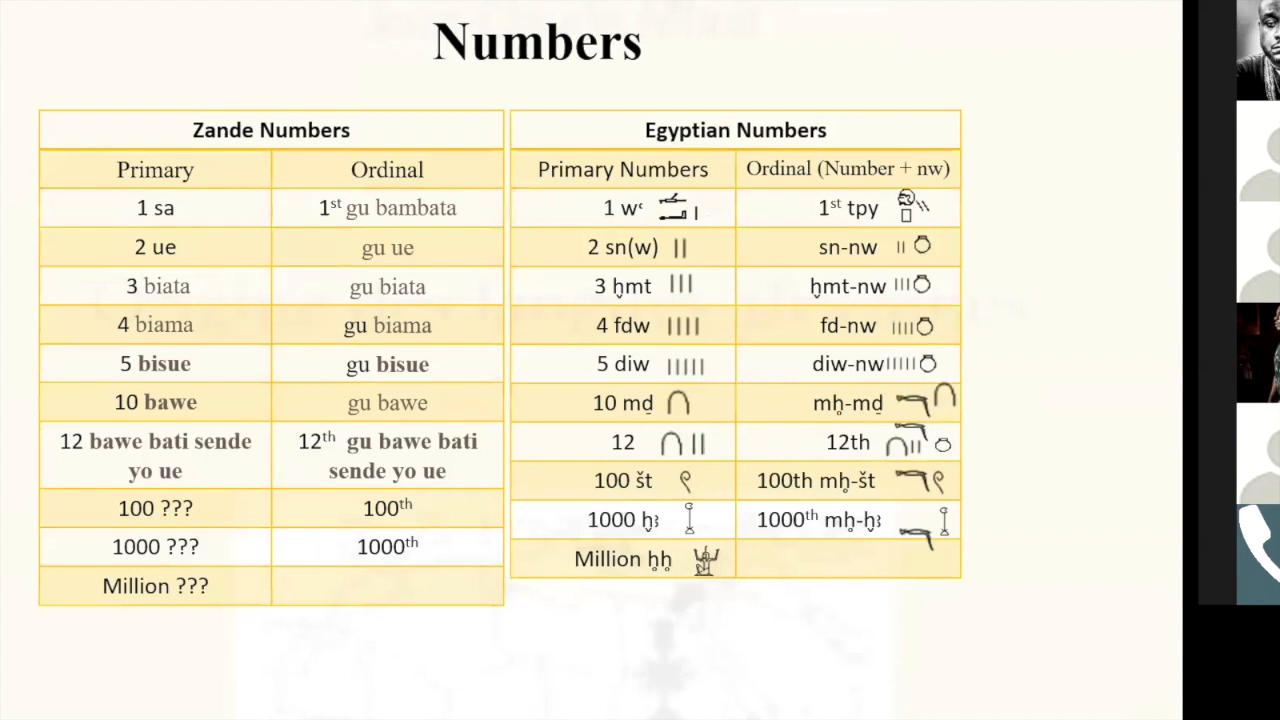 Numbers
Zande Numbers
Primary Ordinal
1 sa 1st gu bambata
2 ue gu ue
3 biata gu biata
4 biama gu biama
5 bisue gu bisue
10 bawe gu bawe
12 bawe bati sende 12th gu bawe bati
yo ue sende yo ue
100 ??? 100th
1000 ??? 1000th
Million ???
Egyptian Numbers
Primary Numbers Ordinal (Number + nw)
1 wꜥ 1st tpy
2 sn(w) sn-nw
3 ḫmt ḫmt-nw
4 fdw fd-nw
5 diw diw-nw
10 mḏ mh̥-mḏ
12 12th
100 št 100th mh̥-št
1000 ḫꜣ 1000th mh̥-ḫꜣ
Million h̥h̥